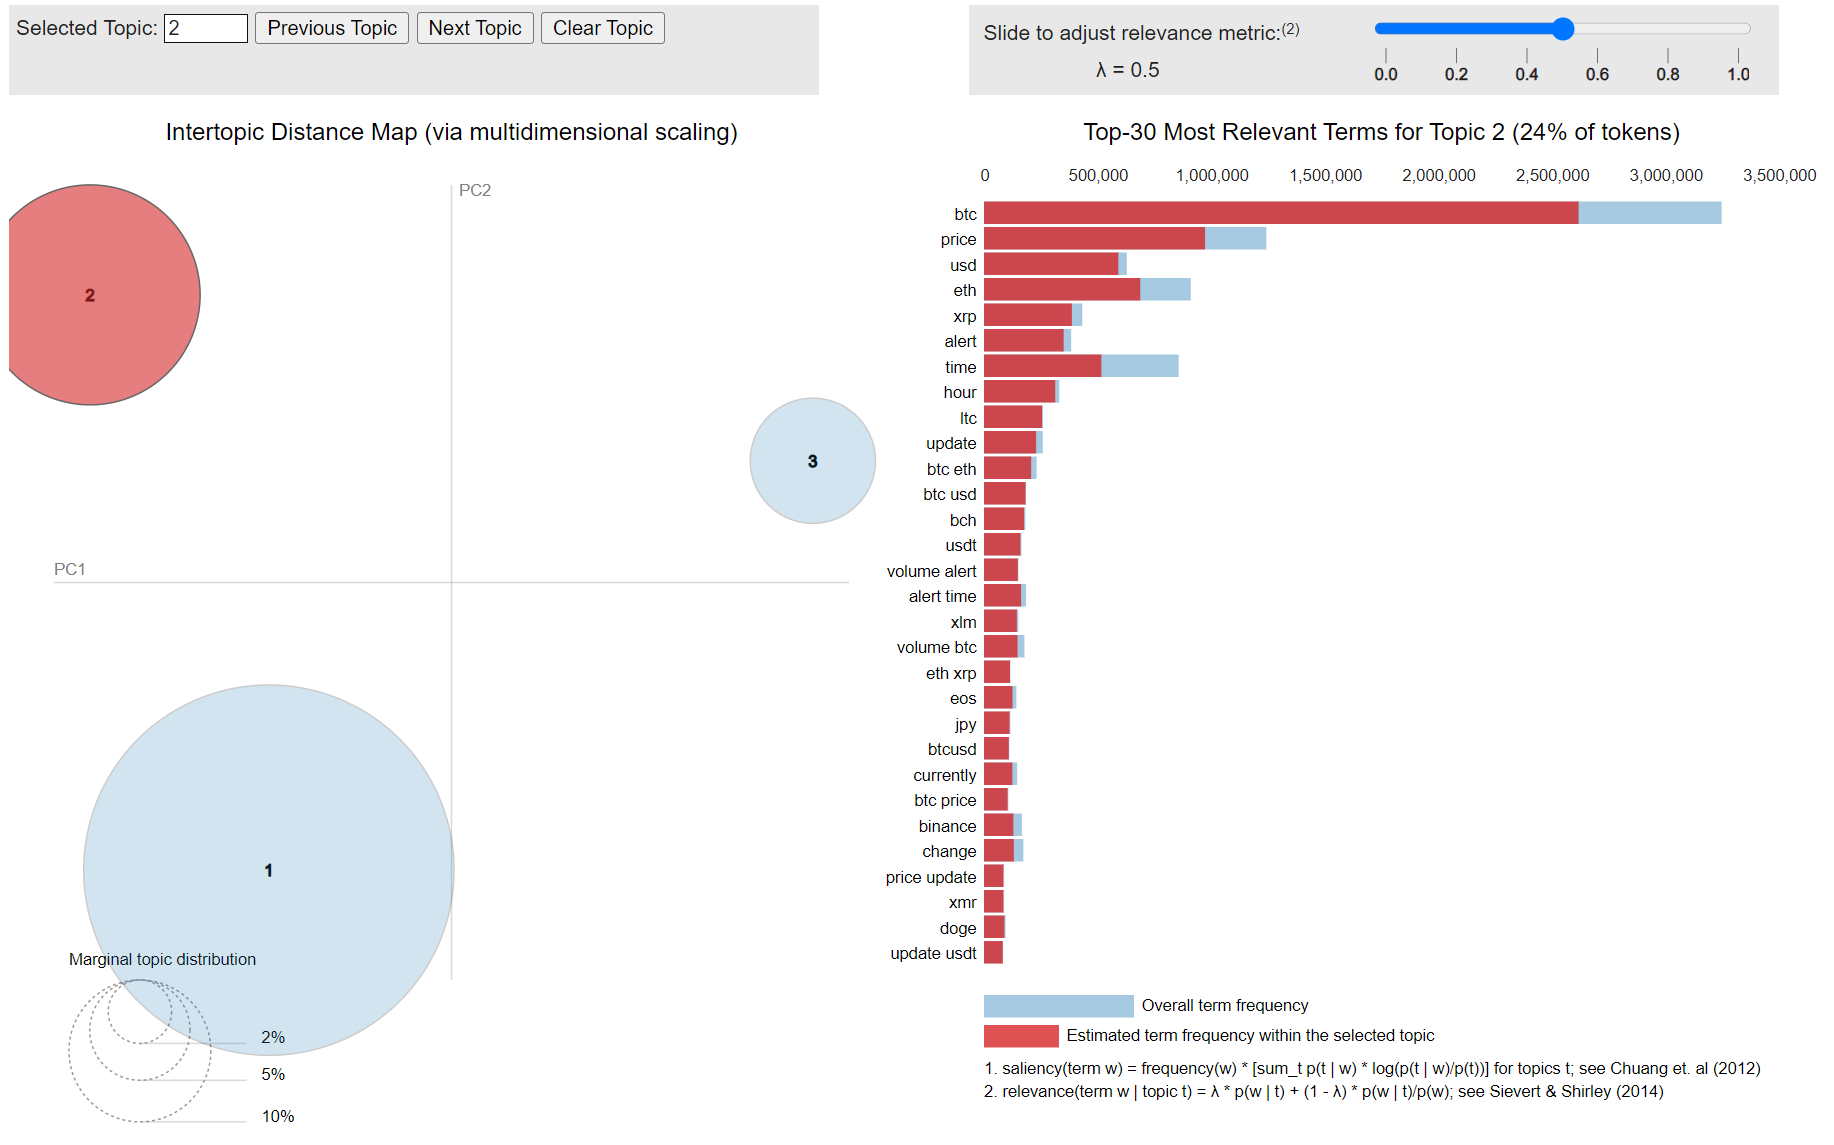 Selected Topic: 2 Previous Topic Next Topic Clear Topic
Slide to adjust relevance metric:(2)
λ = 0.5
0.0 0.2 0.4 0.6 0.8 1.0
Intertopic Distance Map (via multidimensional scaling)
PC2
2
3
PC1
1
Marginal topic distribution
2%
5%
10%
Top-30 Most Relevant Terms for Topic 2 (24% of tokens)
0 500,000 1,000,000 1,500,000 2,000,000 2,500,000 3,000,000 3,500,000
btc
price
usd
eth
xrp
alert
time
hour
ltc
update
btc eth
btc usd
bch
usdt
volume alert
alert time
xlm
volume btc
eth xrp
eos
jpy
btcusd
currently
btc price
binance
change
price update
xmr
doge
update usdt
Overall term frequency
Estimated term frequency within the selected topic
1. saliency(term w) = frequency(w) * [sum_t p(t | w) * log(p(t | w)/p(t))] for topics t; see Chuang et. al (2012)
2. relevance(term w | topic t) = λ * p(w | t) + (1 - λ) * p(w | t)/p(w); see Sievert & Shirley (2014)